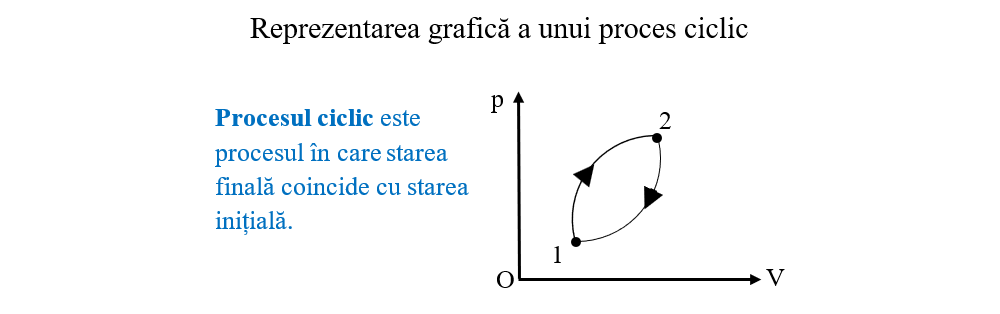 Reprezentarea grafică a unui proces ciclic
Procesul ciclic este
procesul în care starea
finală coincide cu starea
inițială.
p
2
1
O
V